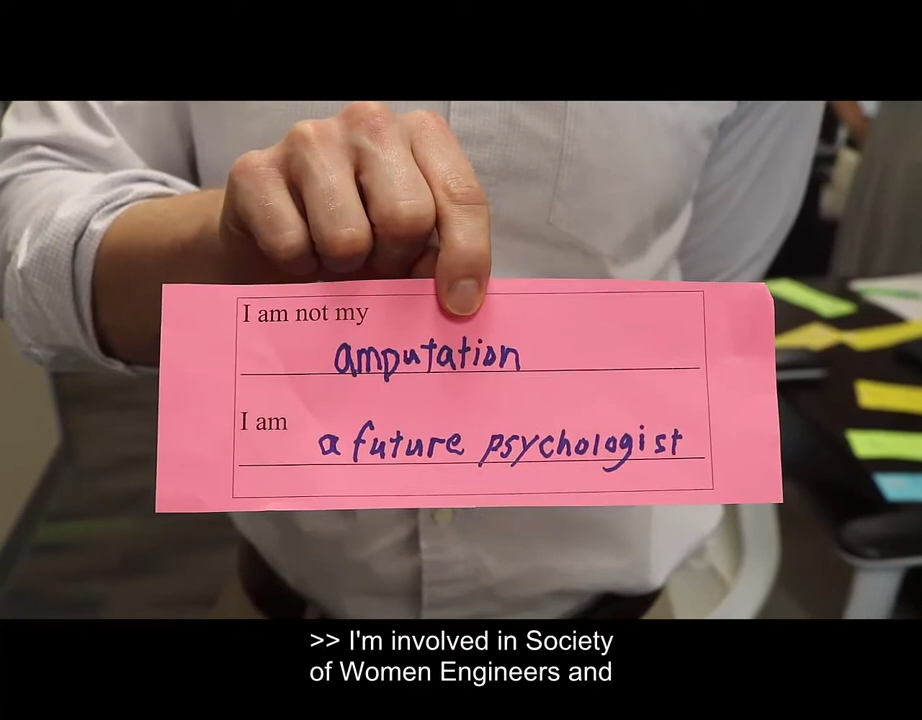 I am not my
amputation
I am
a future psychologist
>> I'm involved in Society
of Women Engineers and